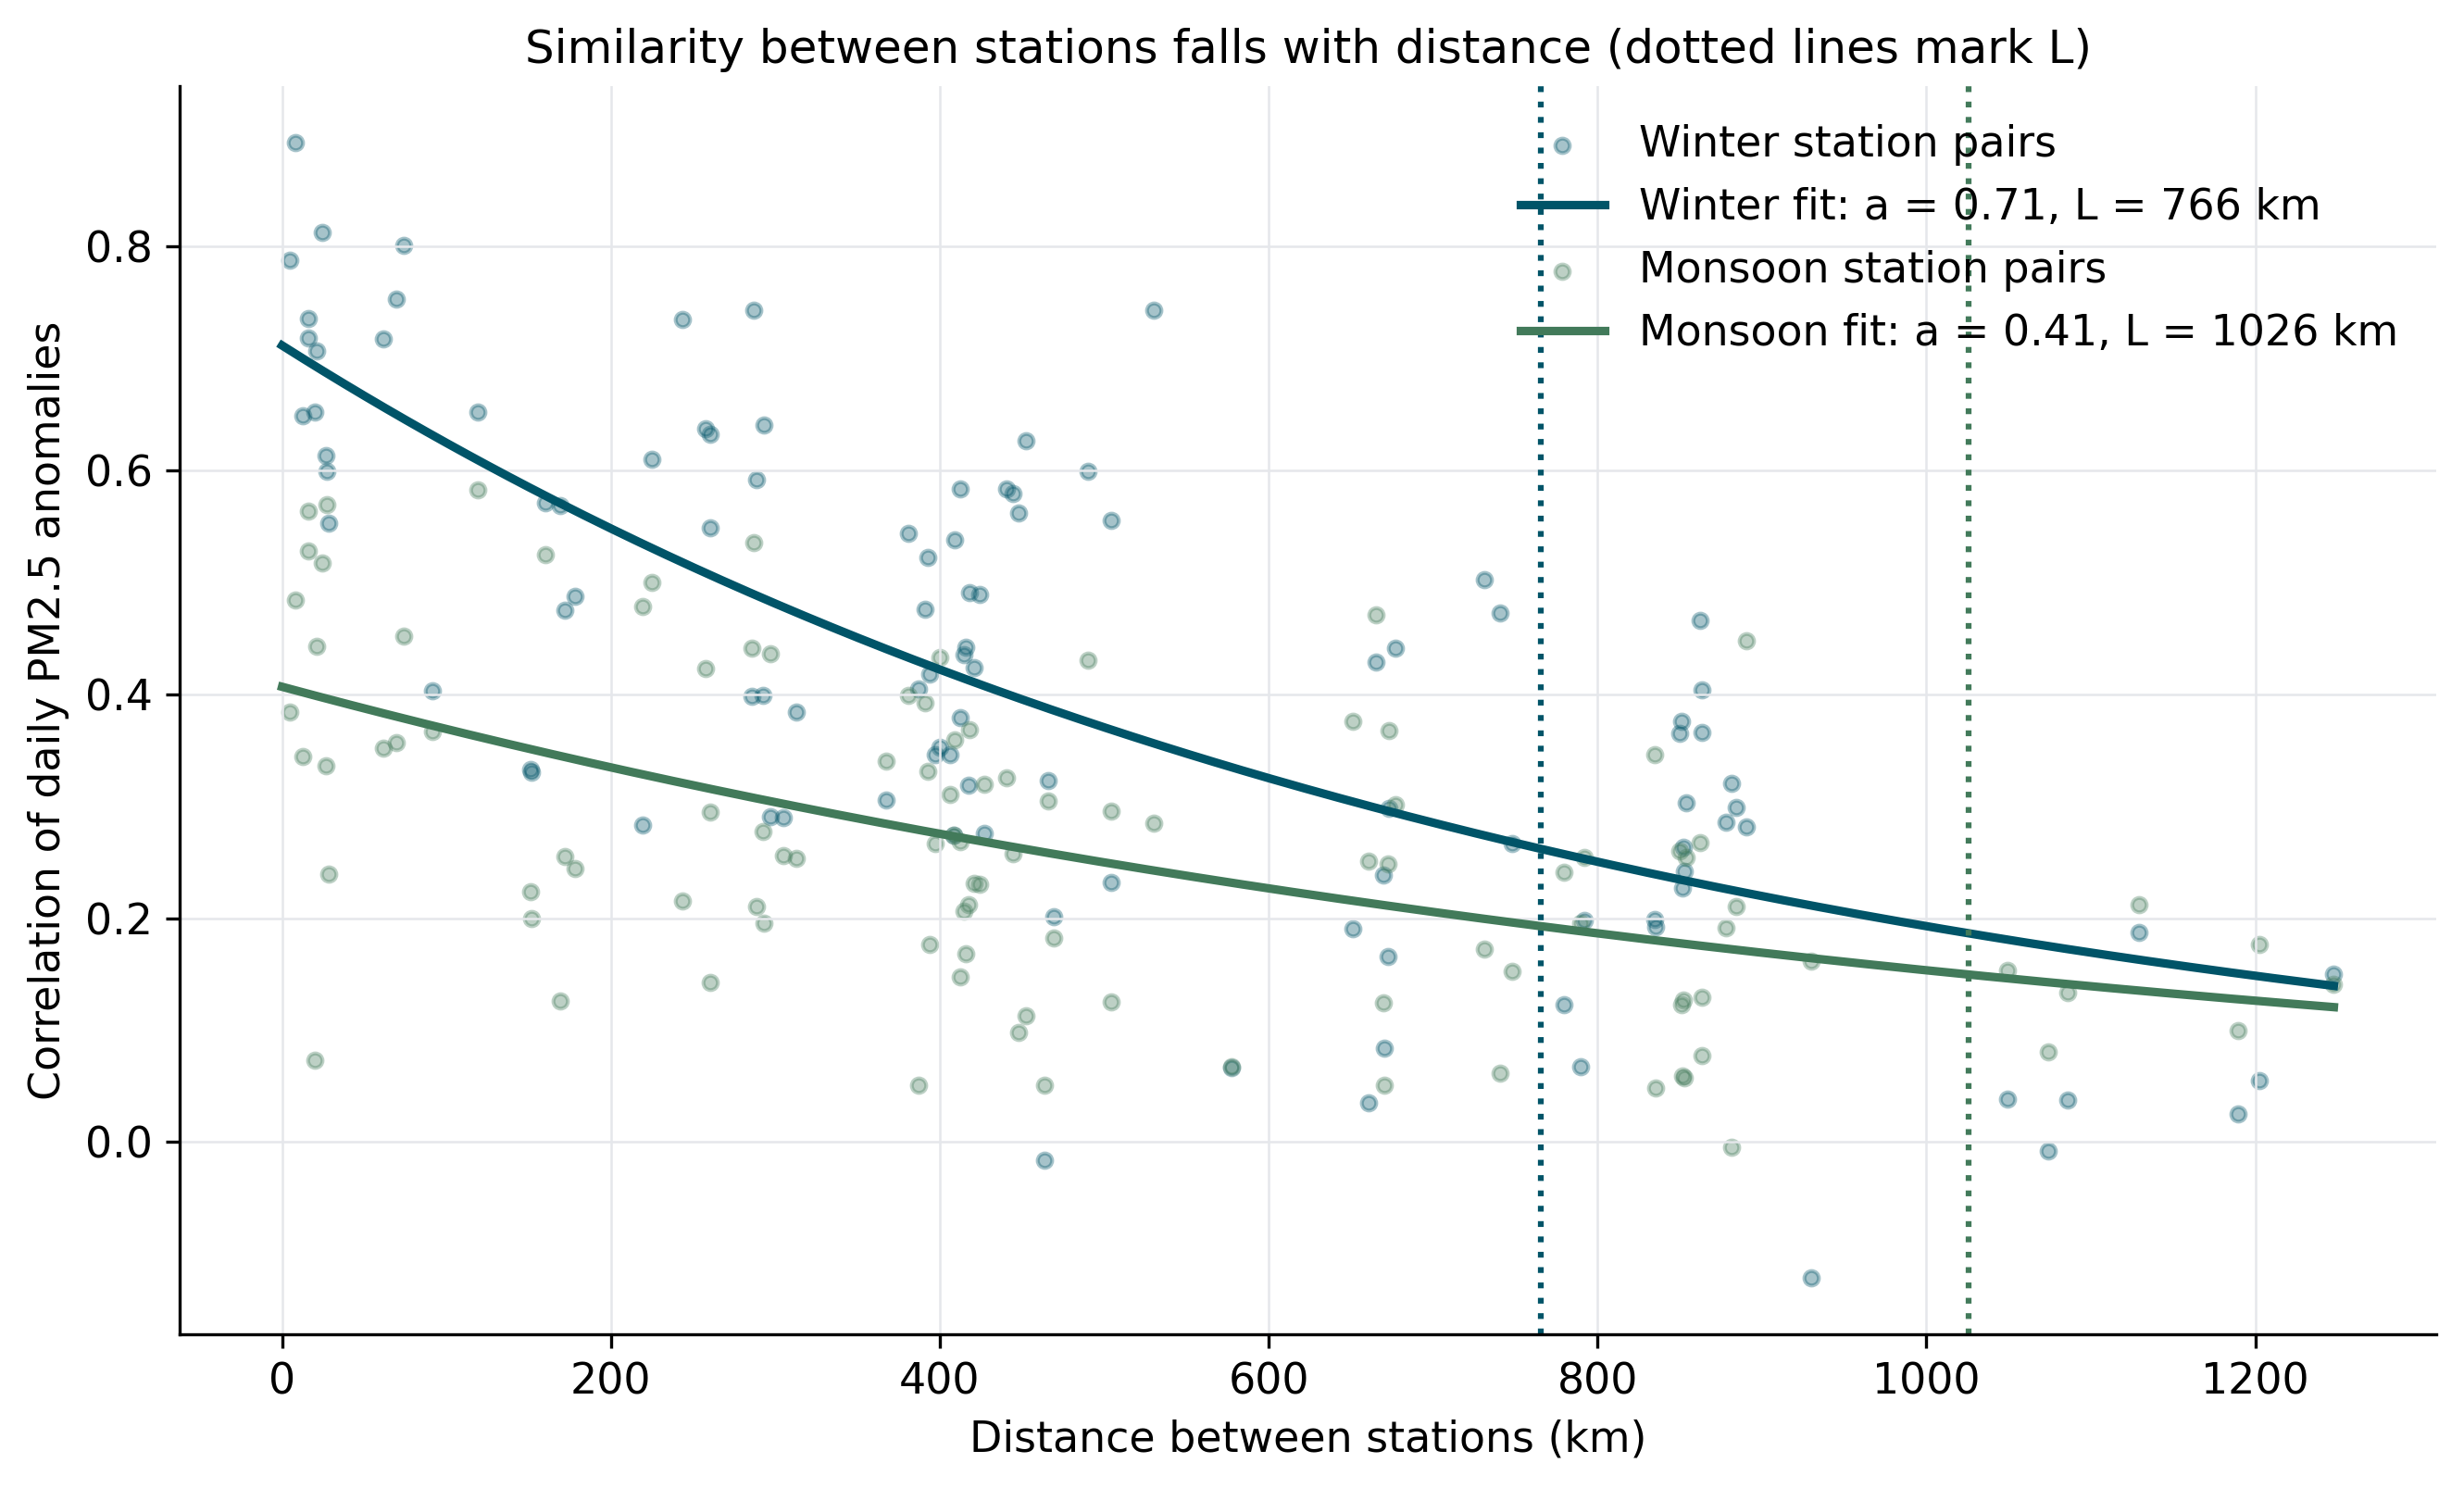 Similarity between stations falls with distance (dotted lines mark L)
Winter station pairs
Winter fit: a = 0.71, L = 766 km
Monsoon station pairs
Monsoon fit: a = 0.41, L = 1026 km
Correlation of daily PM2.5 anomalies
0.8
0.6
0.4
0.2
0.0
0 200 400 600 800 1000 1200
Distance between stations (km)